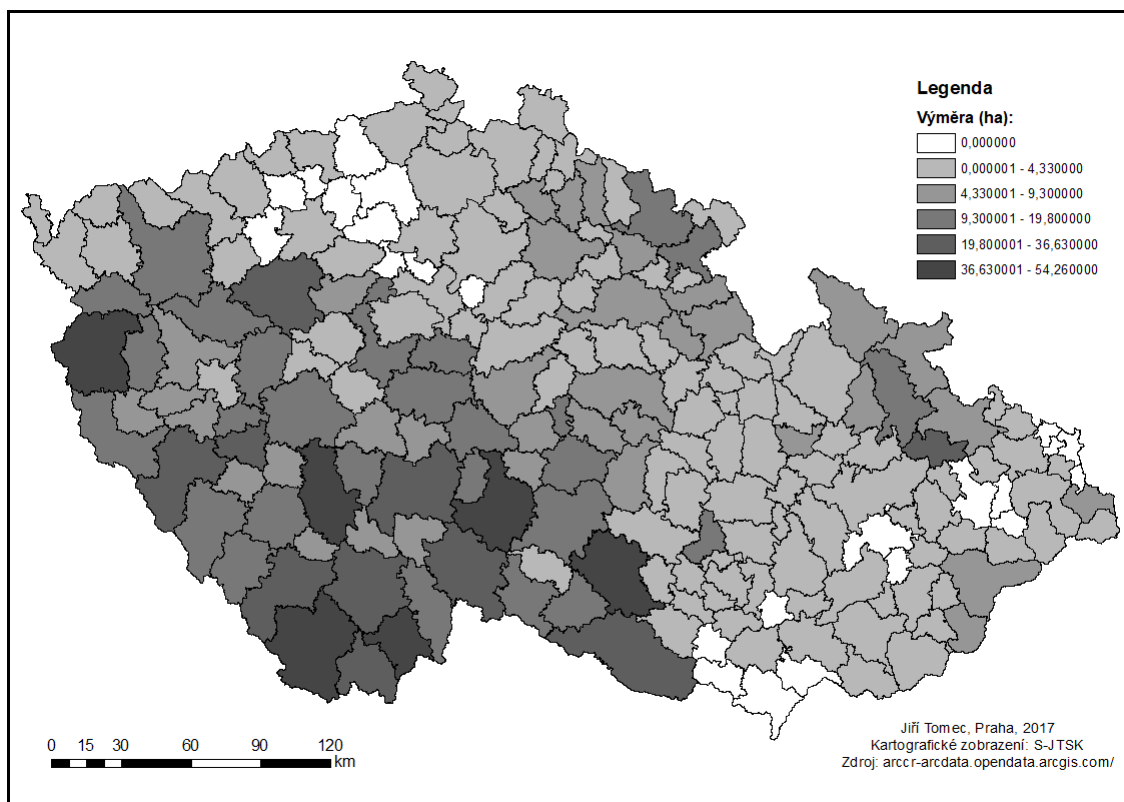 Legenda
Výměra (ha):
0,000000
0,000001 - 4,330000
4,330001 - 9,300000
9,300001 - 19,800000
19,800001 - 36,630000
36,630001 - 54,260000
0 15 30 60 90 120
km
Jiří Tomec, Praha, 2017
Kartografické zobrazení: S-JTSK
Zdroj: arccr-arcdata.opendata.arcgis.com/